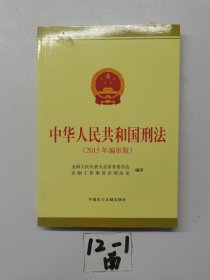 中华人民共和国刑法
(2015年编审版)
全国人民代表大会常务委员会
法制工作委员会刑法室 编审
中国民主法制出版社
12-1